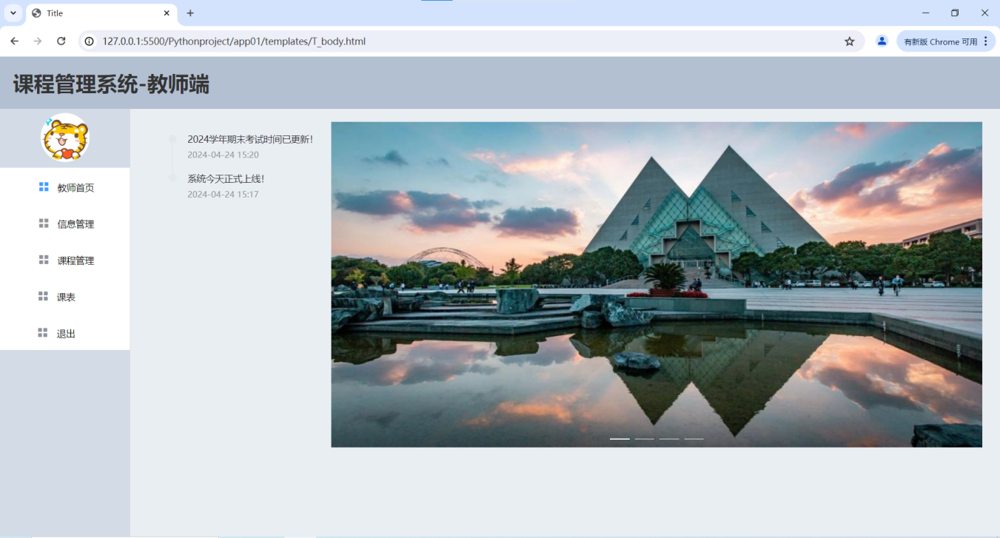 Title
127.0.0.1:5500/Pythonproject/app01/templates/T_body.html
有新版 Chrome 可用
课程管理系统-教师端
教师首页
信息管理
课程管理
课表
退出
2024学年期末考试时间已更新!
2024-04-24 15:20
系统今天正式上线!
2024-04-24 15:17